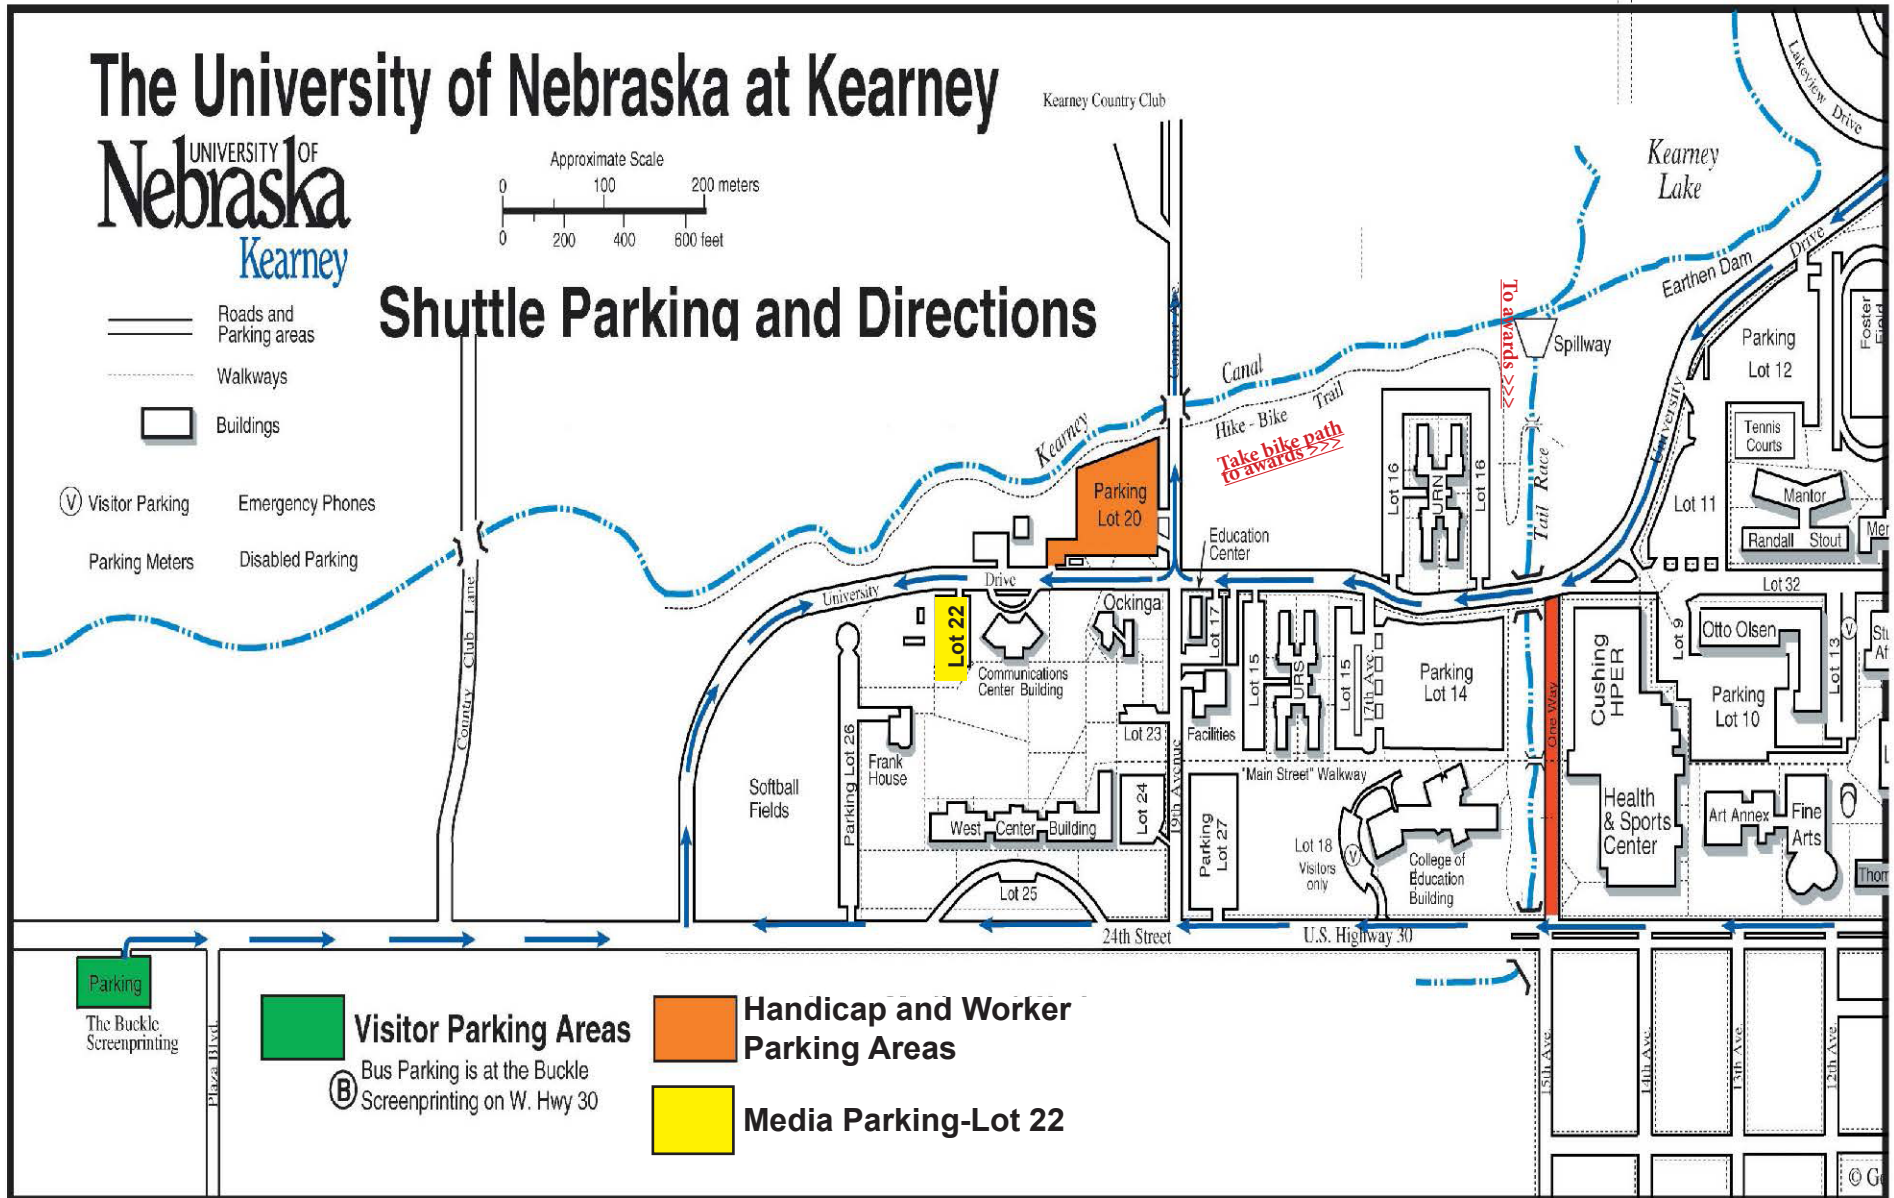 The University of Nebraska at Kearney
UNIVERSITY OF
Nebraska
Kearney
Approximate Scale
0 100 200 meters
0 200 400 600 feet
Shuttle Parking and Directions
Roads and
Parking areas
Walkways
Buildings
V Visitor Parking
Emergency Phones
Parking Meters
Disabled Parking
Kearney Country Club
Kearney
Lake
Lakeview Drive
Earthen Dam
Drive
University
Spillway
To awards >>>
Canal
Kearney
Hike - Bike Trail
Take bike path
to awards >>>
Tail Race
Parking
Lot 12
Foster
Field
Tennis
Courts
Mantor
Randall Stout
Lot 11
Lot 32
Parking
Lot 20
Education
Center
Lot 16
URN
Lot 16
Country Club Lane
University
Drive
Lot 22
Communications
Center Building
Ockinga
Lot 17
Lot 15
URS
Lot 15
17th Ave.
Parking
Lot 14
One Way
Cushing
HPER
Lot 9
Otto Olsen
Parking
Lot 10
Lot 13
V
Softball
Fields
Parking Lot 26
Frank
House
Lot 23
Facilities
"Main Street" Walkway
West Center Building
Lot 24
19th Avenue
Parking
Lot 27
Lot 18
Visitors
only
V
College of
Education
Building
Health
& Sports
Center
Art Annex
Fine
Arts
Lot 25
24th Street
U.S. Highway 30
Parking
The Buckle
Screenprinting
Plaza Blvd.
Visitor Parking Areas
B Bus Parking is at the Buckle
Screenprinting on W. Hwy 30
Handicap and Worker
Parking Areas
Media Parking-Lot 22
15th Ave.
14th Ave.
13th Ave.
12th Ave.